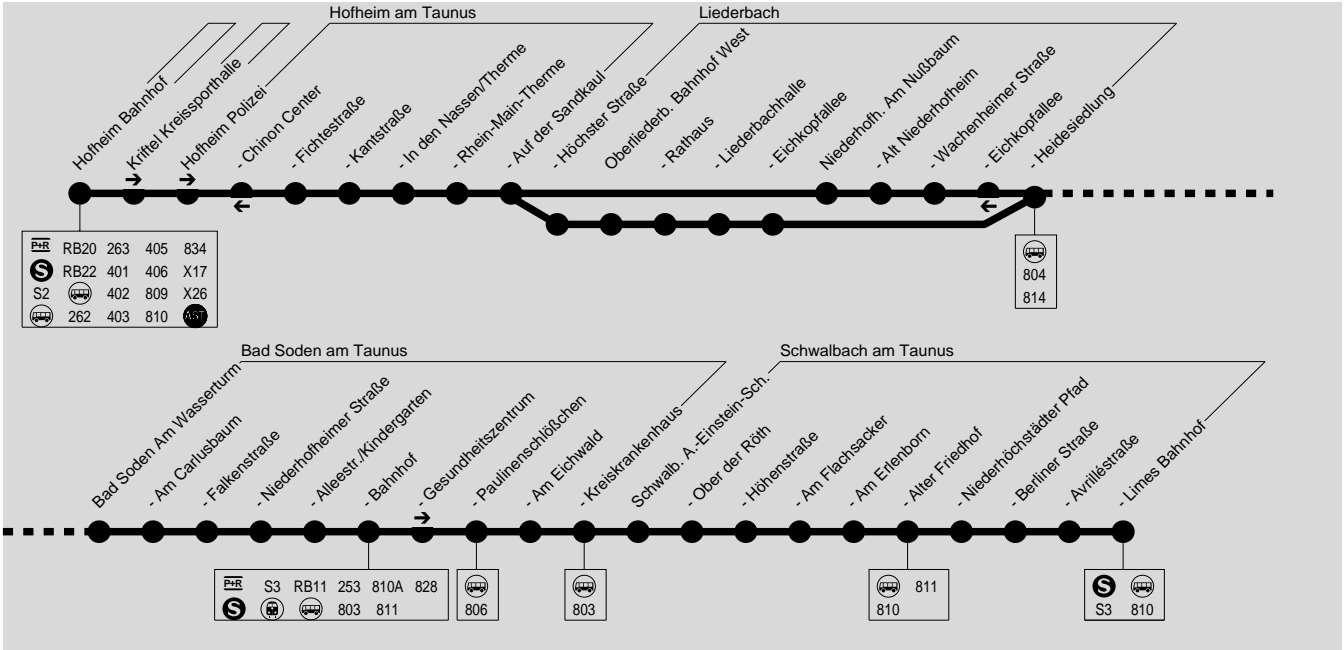 Hofheim am Taunus
Liederbach
Hofheim Bahnhof
Kriftel Kreissporthalle
Hofheim Polizei
- Chinon Center
- Fichtestraße
- Kantstraße
- In den Nassen/Therme
- Rhein-Main-Therme
- Auf der Sandkaul
- Höchster Straße
Oberliederb. Bahnhof West
- Rathaus
- Liederbachhalle
- Eichkopfallee
Niederhofh. Am Nußbaum
- Alt Niederhofheim
- Wachenheimer Straße
- Eichkopfallee
- Heidesiedlung
P+R RB20 263 405 834
S RB22 401 406 X17
S2 402 809 X26
262 403 810 AST
804
814
Bad Soden am Taunus
Schwalbach am Taunus
Bad Soden Am Wasserturm
- Am Carlusbaum
- Falkenstraße
- Niederhofheimer Straße
- Alleestr./Kindergarten
- Bahnhof
- Gesundheitszentrum
- Paulinenschlößchen
- Am Eichwald
- Kreiskrankenhaus
Schwalb. A.-Einstein-Sch.
- Ober der Röth
- Höhenstraße
- Am Flachsacker
- Am Erlenborn
- Alter Friedhof
- Niederhöchstädter Pfad
- Berliner Straße
- Avrilléstraße
- Limes Bahnhof
P+R S3 RB11 253 810A 828
S 803 811
806
803
811
810
S
S3 810